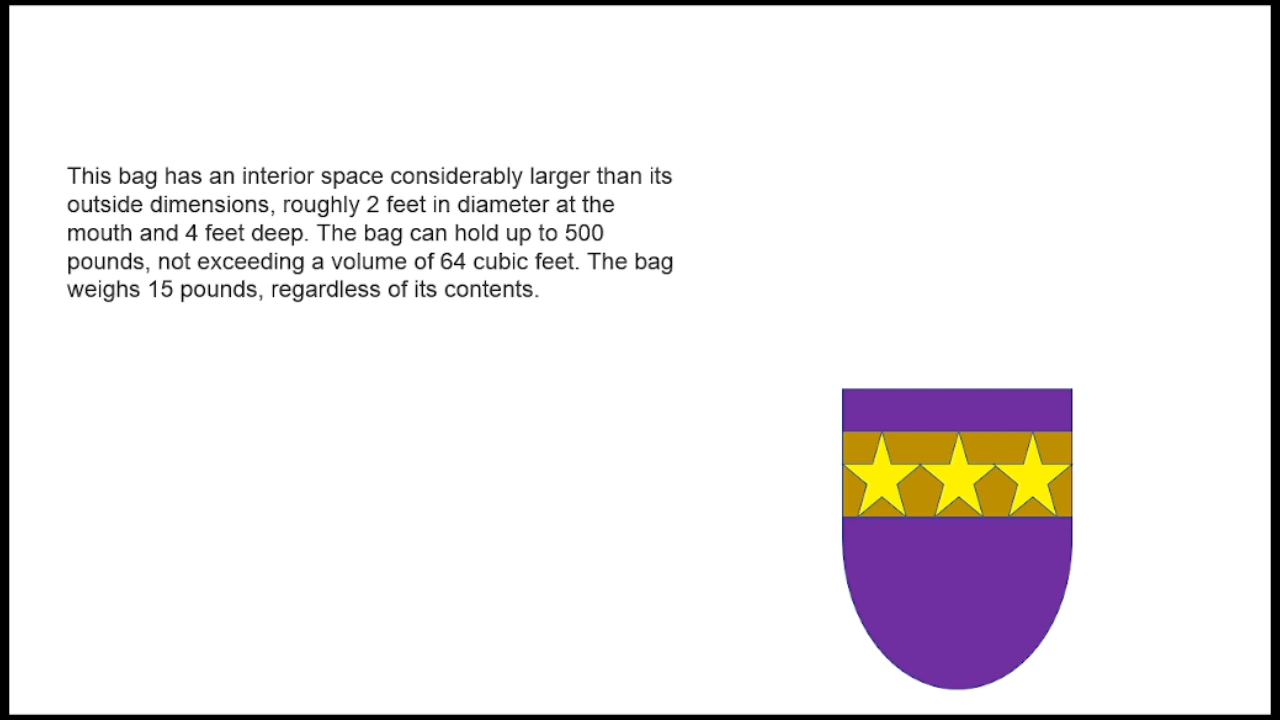 This bag has an interior space considerably larger than its
outside dimensions, roughly 2 feet in diameter at the
mouth and 4 feet deep. The bag can hold up to 500
pounds, not exceeding a volume of 64 cubic feet. The bag
weighs 15 pounds, regardless of its contents.